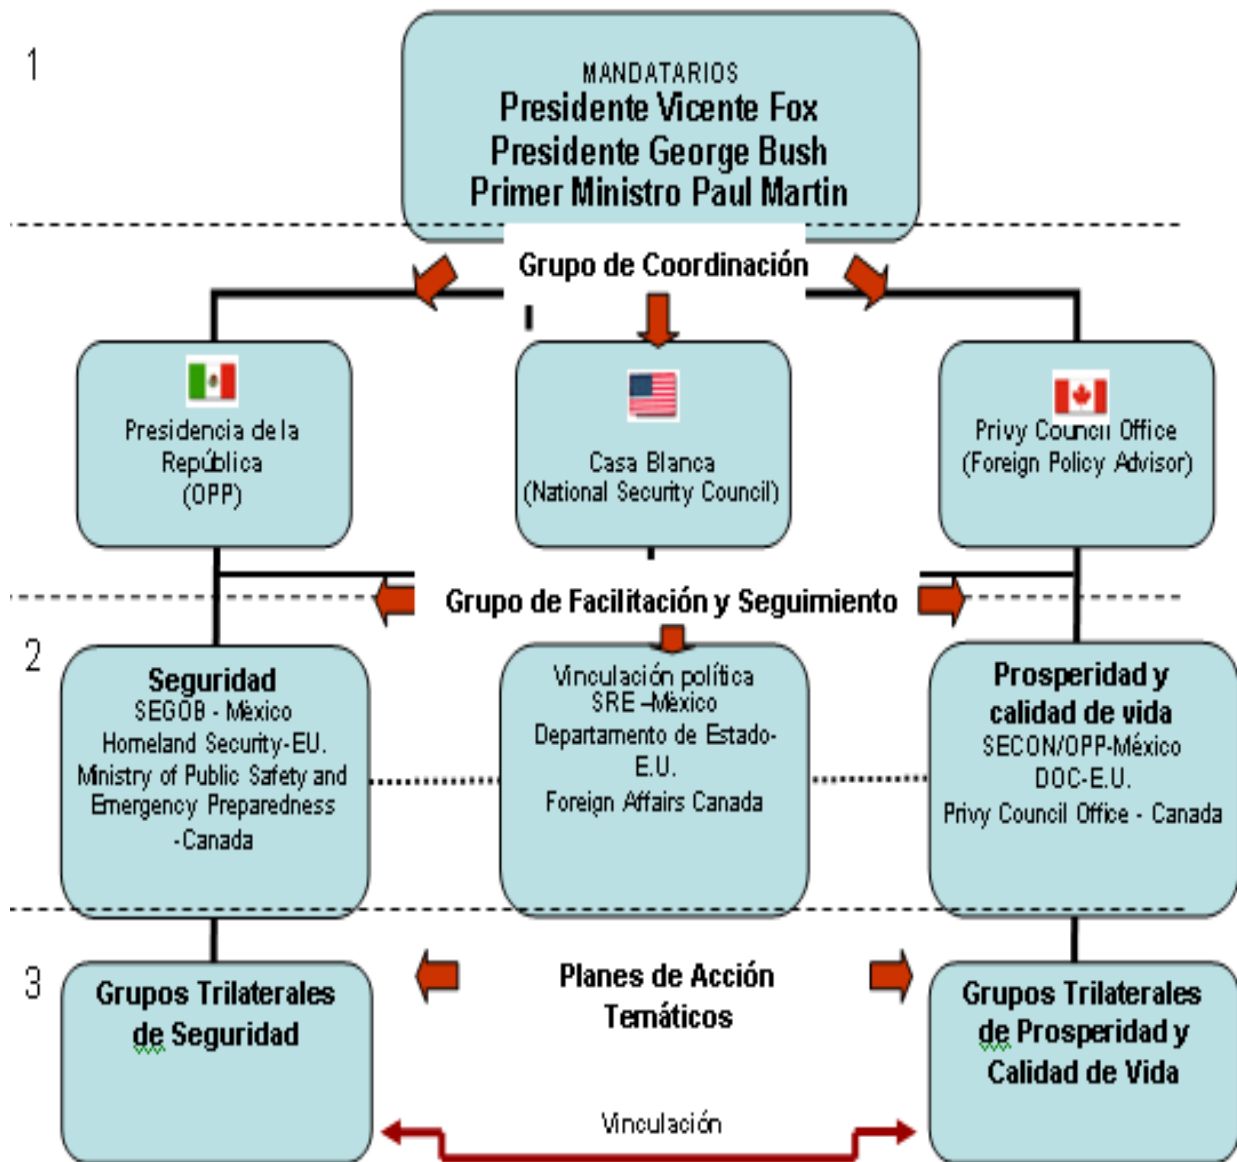 1
MANDATARIOS
Presidente Vicente Fox
Presidente George Bush
Primer Ministro Paul Martin
Grupo de Coordinación
Presidencia de la
República
(OPP)
Casa Blanca
(National Security Council)
Privy Council Office
(Foreign Policy Advisor)
Grupo de Facilitación y Seguimiento
2
Seguridad
SEGOB - México
Homeland Security-EU.
Ministry of Public Safety and
Emergency Preparedness
-Canada
Vinculación política
SRE –México
Departamento de Estado-
E.U.
Foreign Affairs Canada
Prosperidad y
calidad de vida
SECON/OPP-México
DOC-E.U.
Privy Council Office - Canada
3
Grupos Trilaterales
de Seguridad
Planes de Acción
Temáticos
Grupos Trilaterales
de Prosperidad y
Calidad de Vida
Vinculación